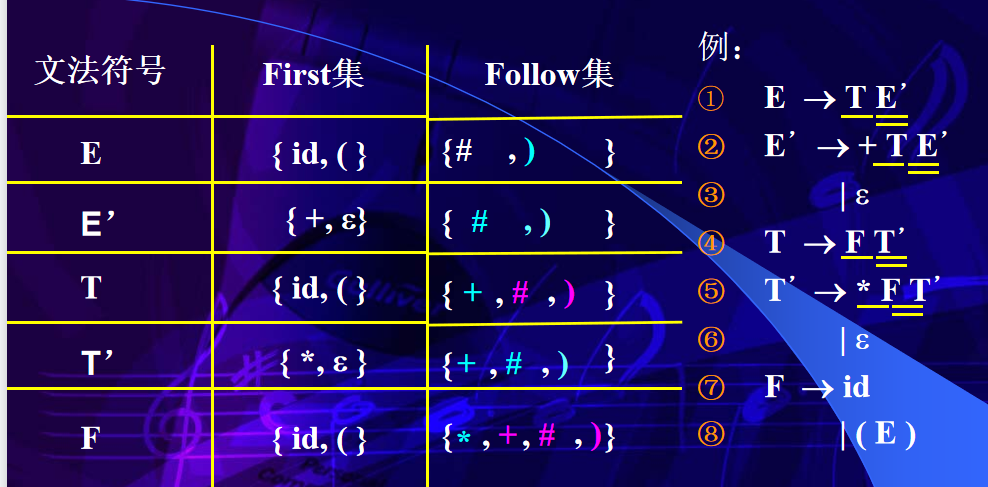 文法符号 First集 Follow集
E { id, ( } {# , ) }
E’ { +, ε} { # , ) }
T { id, ( } { + , # , ) }
T’ { *, ε } {+ , # , ) }
F { id, ( } {* , +, # , )}
例：
① E → T E’
② E’ → + T E’
③ | ε
④ T → F T’
⑤ T’ → * F T’
⑥ | ε
⑦ F → id
⑧ | ( E )